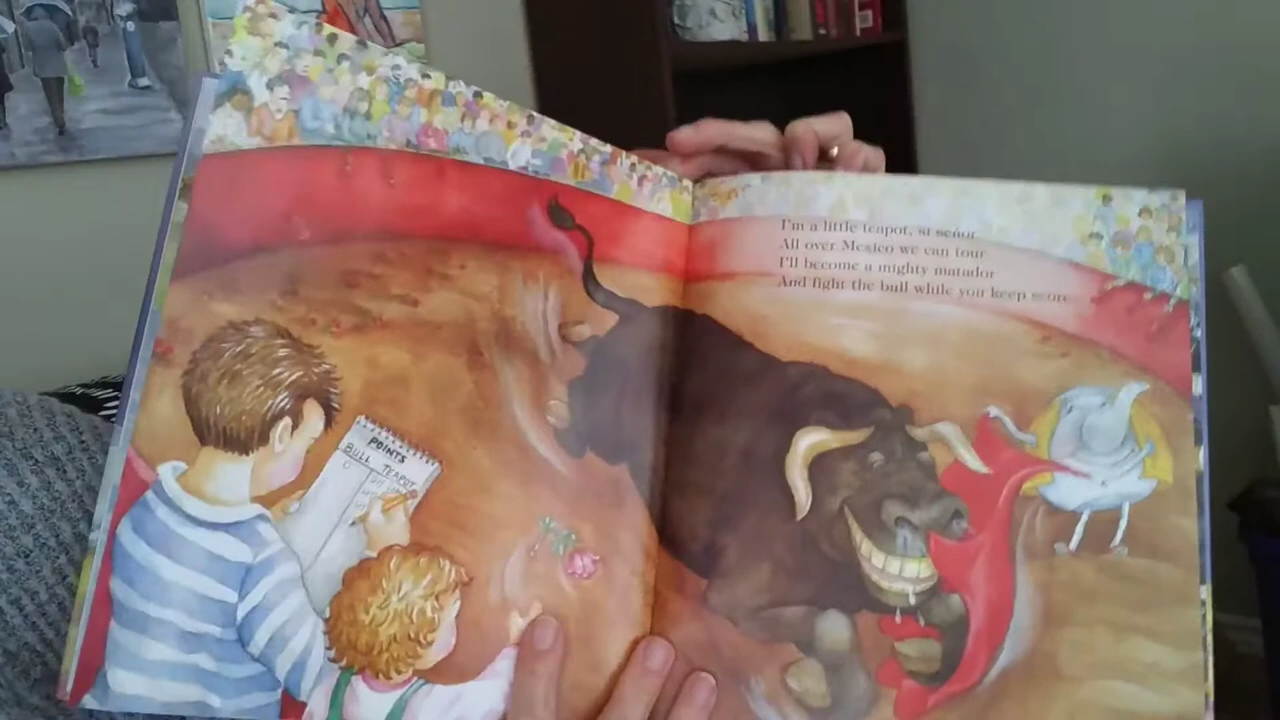 POINTS
BULL TEAPOT
I'm a little teapot, si señor
All over Mexico we can tour
I'll become a mighty matador
And fight the bull while you keep score